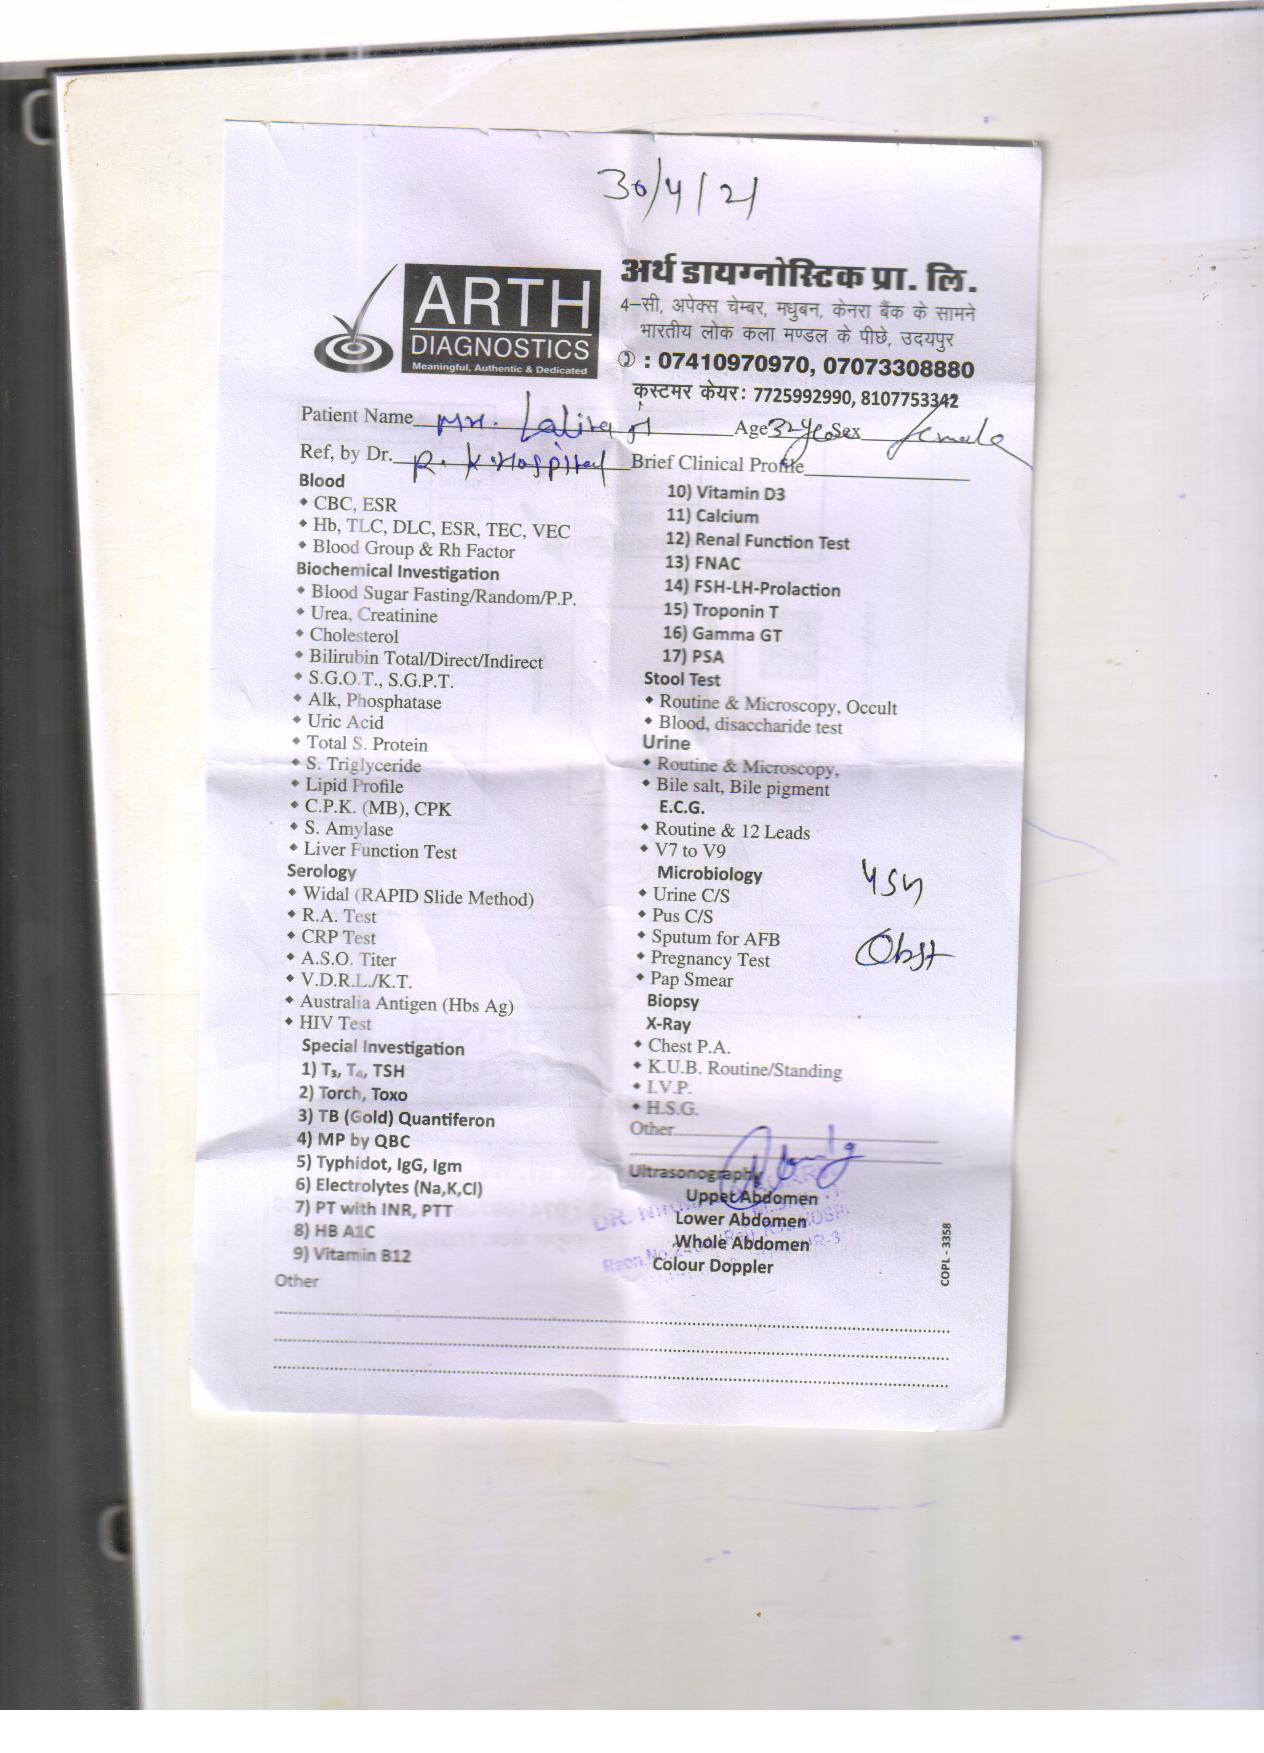 30/4/21
ARTH
DIAGNOSTICS
Meaningful, Authentic & Dedicated
अर्थ डायग्नोस्टिक प्रा. लि.
4-सी, अपेक्स चेम्बर, मधुबन, केनरा बैंक के सामने
भारतीय लोक कला मण्डल के पीछे, उदयपुर
: 07410970970, 07073308880
कस्टमर केयर: 7725992990, 8107753342
Patient Name Age 32 Sex female
Ref, by Dr. R. K. Hospital Brief Clinical Profile
Blood
• CBC, ESR
• Hb, TLC, DLC, ESR, TEC, VEC
• Blood Group & Rh Factor
Biochemical Investigation
• Blood Sugar Fasting/Random/P.P.
• Urea, Creatinine
• Cholesterol
• Bilirubin Total/Direct/Indirect
• S.G.O.T., S.G.P.T.
• Alk, Phosphatase
• Uric Acid
• Total S. Protein
• S. Triglyceride
• Lipid Profile
• C.P.K. (MB), CPK
• S. Amylase
• Liver Function Test
Serology
• Widal (RAPID Slide Method)
• R.A. Test
• CRP Test
• A.S.O. Titer
• V.D.R.L./K.T.
• Australia Antigen (Hbs Ag)
• HIV Test
Special Investigation
1) T₃, T₄, TSH
2) Torch, Toxo
3) TB (Gold) Quantiferon
4) MP by QBC
5) Typhidot, IgG, Igm
6) Electrolytes (Na,K,Cl)
7) PT with INR, PTT
8) HB A1C
9) Vitamin B12
Other
10) Vitamin D3
11) Calcium
12) Renal Function Test
13) FNAC
14) FSH-LH-Prolaction
15) Troponin T
16) Gamma GT
17) PSA
Stool Test
• Routine & Microscopy, Occult
• Blood, disaccharide test
Urine
• Routine & Microscopy,
• Bile salt, Bile pigment
E.C.G.
• Routine & 12 Leads
• V7 to V9
Microbiology
• Urine C/S
• Pus C/S
• Sputum for AFB
• Pregnancy Test
• Pap Smear
Biopsy
X-Ray
• Chest P.A.
• K.U.B. Routine/Standing
• I.V.P.
• H.S.G.
Other
Ultrasonography
Upper Abdomen
Lower Abdomen
Whole Abdomen
Colour Doppler
Obst
DR.
COPL - 3358